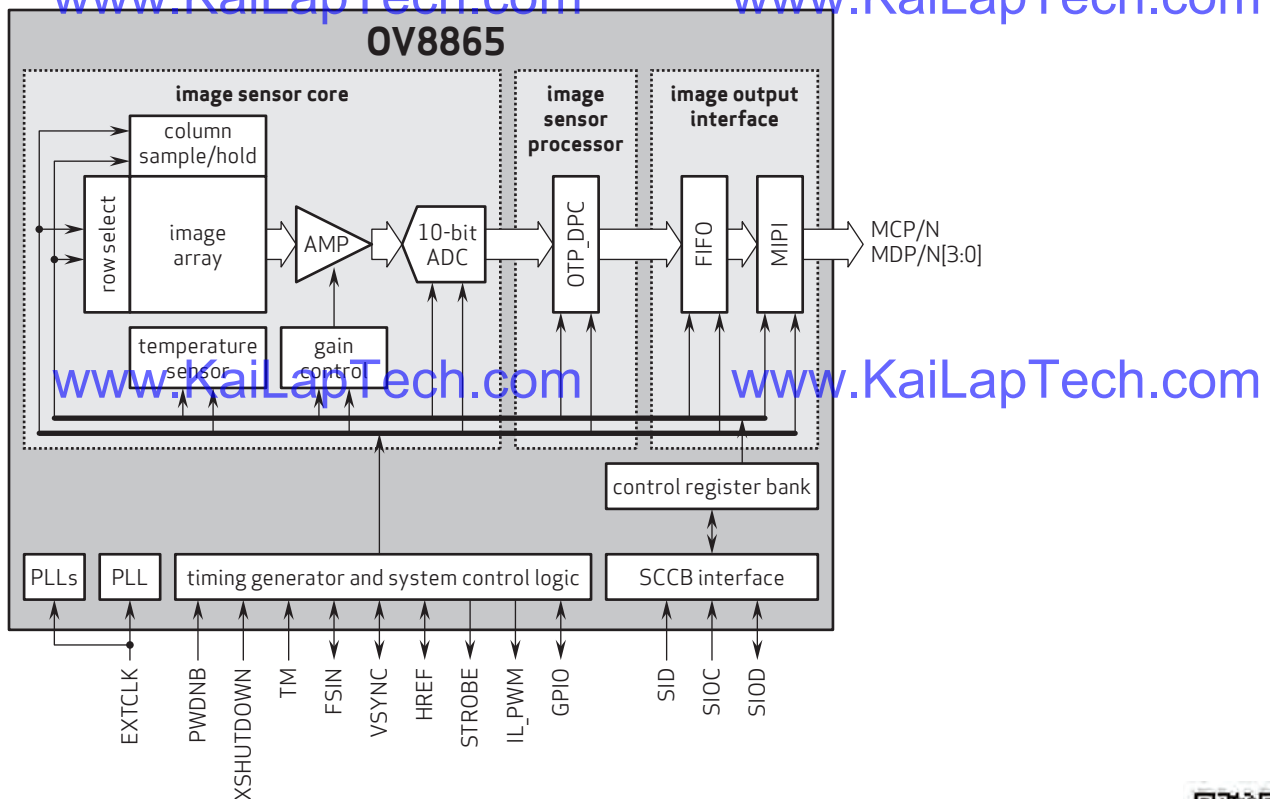 www.KaiLapTech.com
www.KaiLapTech.com
OV8865
image sensor core
image
sensor
processor
image output
interface
column
sample/hold
row select
image
array
AMP
10-bit
ADC
OTP_DPC
FIFO
MIPI
MCP/N
MDP/N[3:0]
temperature
sensor
gain
control
www.KaiLapTech.com
www.KaiLapTech.com
control register bank
PLLs
PLL
timing generator and system control logic
SCCB interface
EXTCLK
PWDNB
XSHUTDOWN
TM
FSIN
VSYNC
HREF
STROBE
IL_PWM
GPIO
SID
SIOC
SIOD